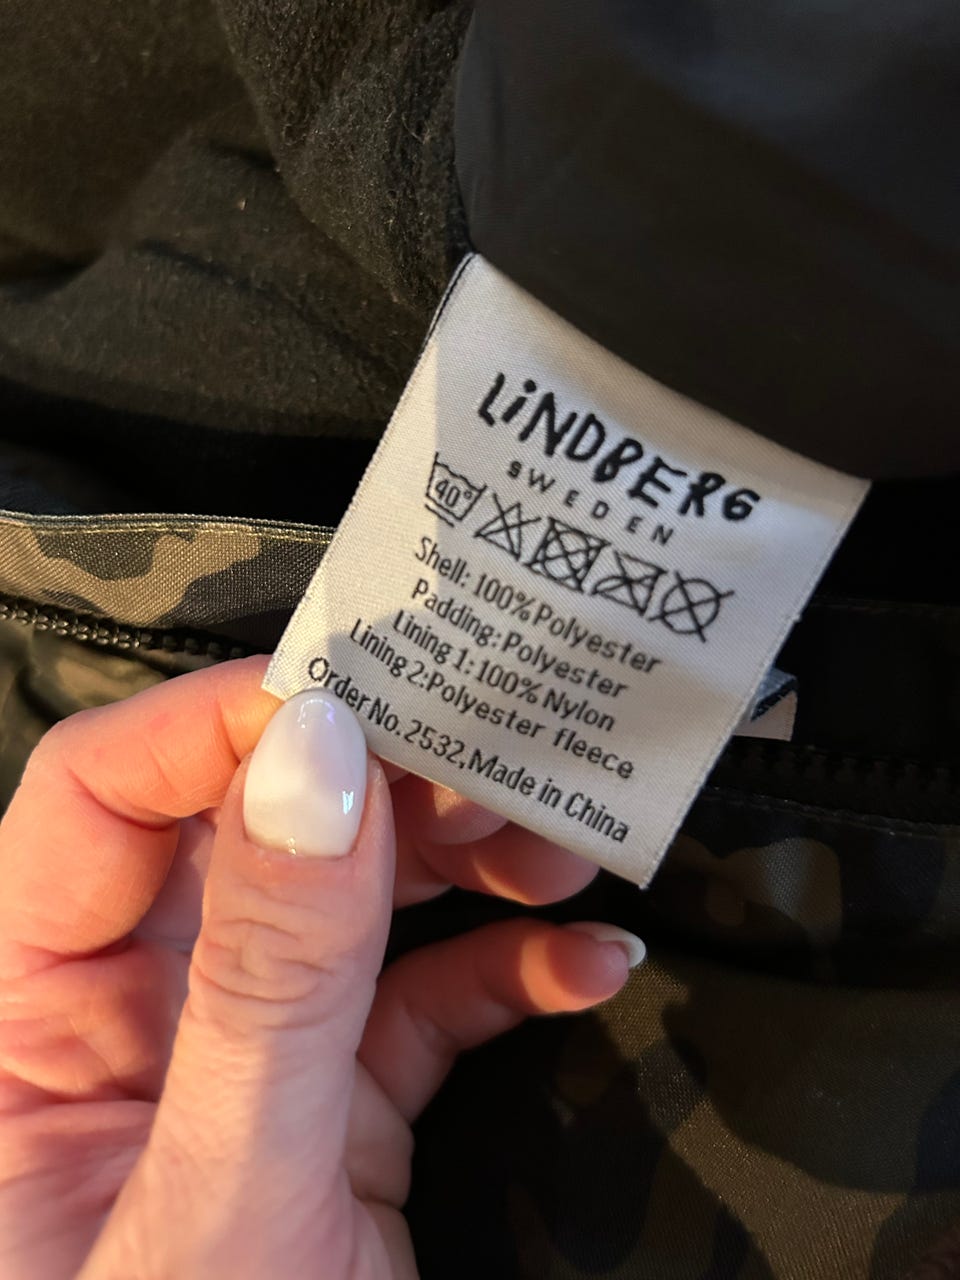 LiNDBERG
SWEDEN
40°
Shell: 100%Polyester
Padding:Polyester
Lining 1:100% Nylon
Lining 2:Polyester fleece
Order No.2532,Made in China